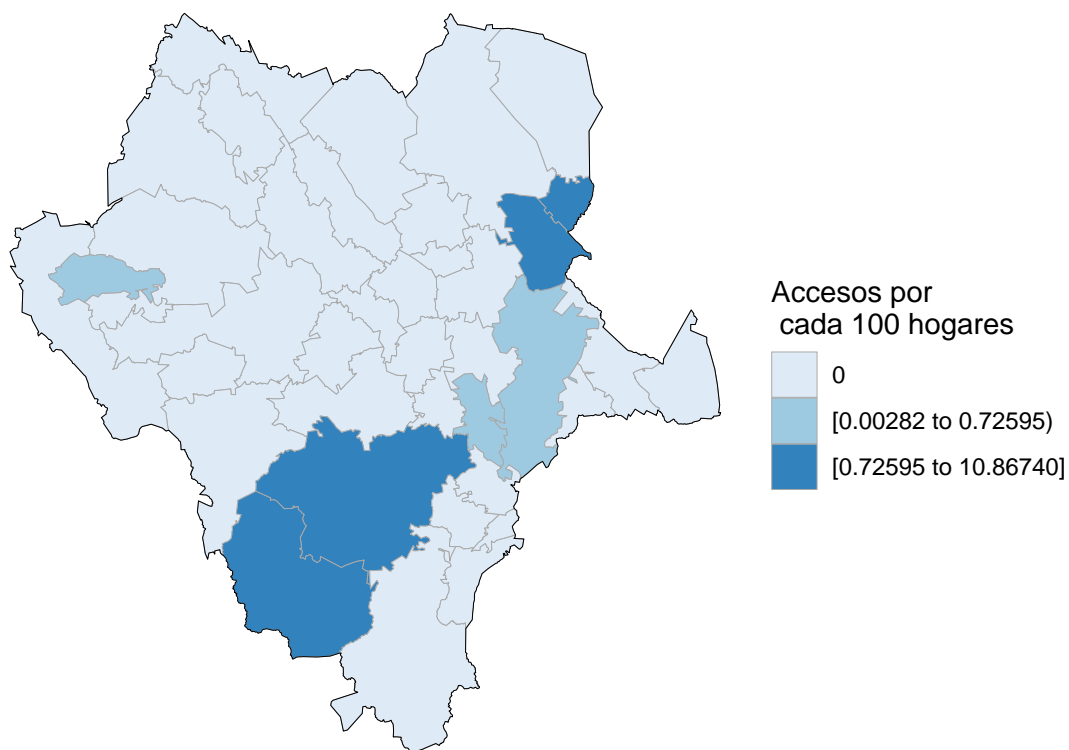 Accesos por
cada 100 hogares
0
[0.00282 to 0.72595)
[0.72595 to 10.86740]